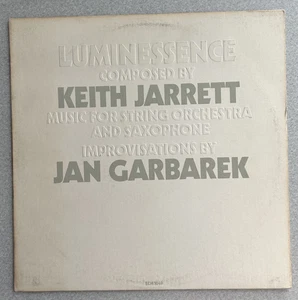 LUMINESSENCE
COMPOSED BY
KEITH JARRETT
MUSIC FOR STRING ORCHESTRA
AND SAXOPHONE
IMPROVISATIONS BY
JAN GARBAREK